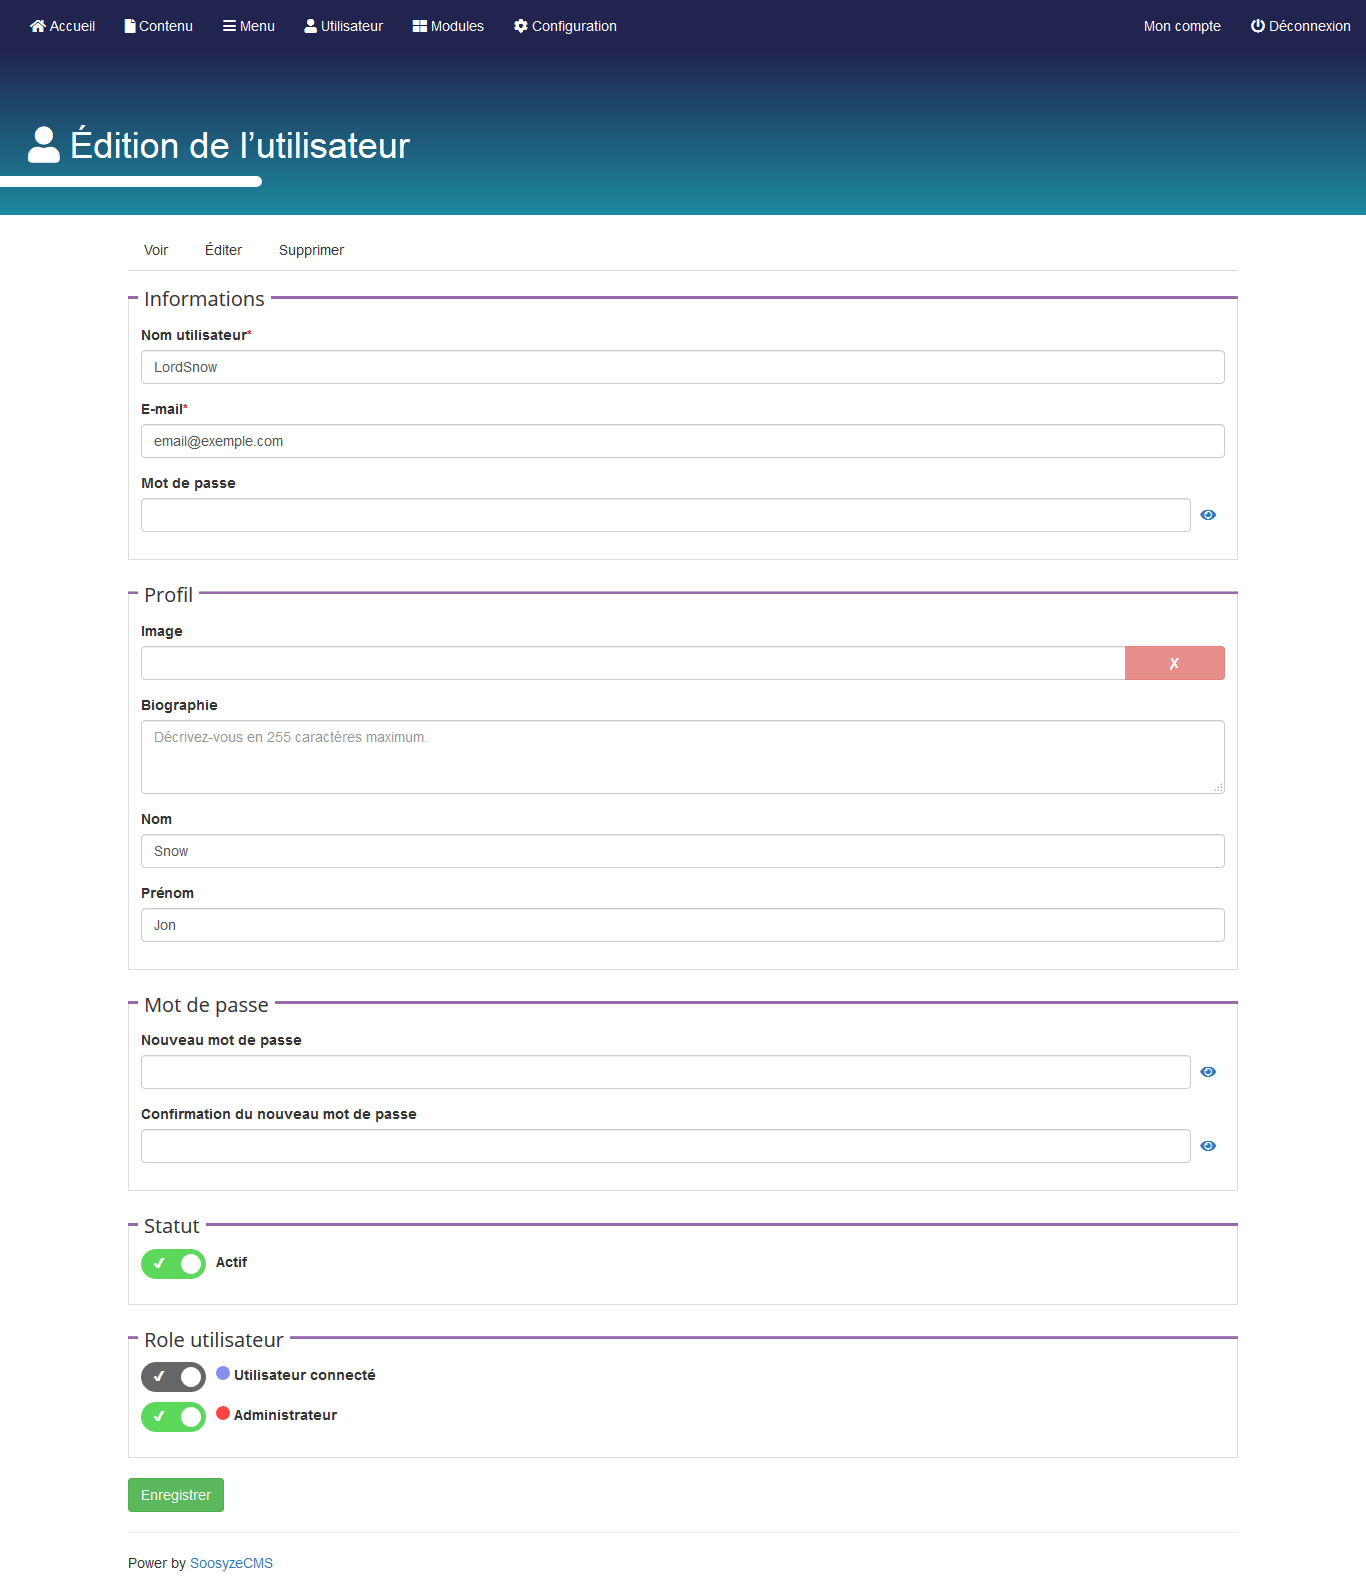 Accueil Contenu Menu Utilisateur Modules Configuration Mon compte Déconnexion
Édition de l’utilisateur
Voir Éditer Supprimer
Informations
Nom utilisateur*
LordSnow
E-mail*
email@exemple.com
Mot de passe
Profil
Image
✗
Biographie
Décrivez-vous en 255 caractères maximum.
Nom
Snow
Prénom
Jon
Mot de passe
Nouveau mot de passe
Confirmation du nouveau mot de passe
Statut
Actif
Role utilisateur
Utilisateur connecté
Administrateur
Enregistrer
Power by SoosyzeCMS